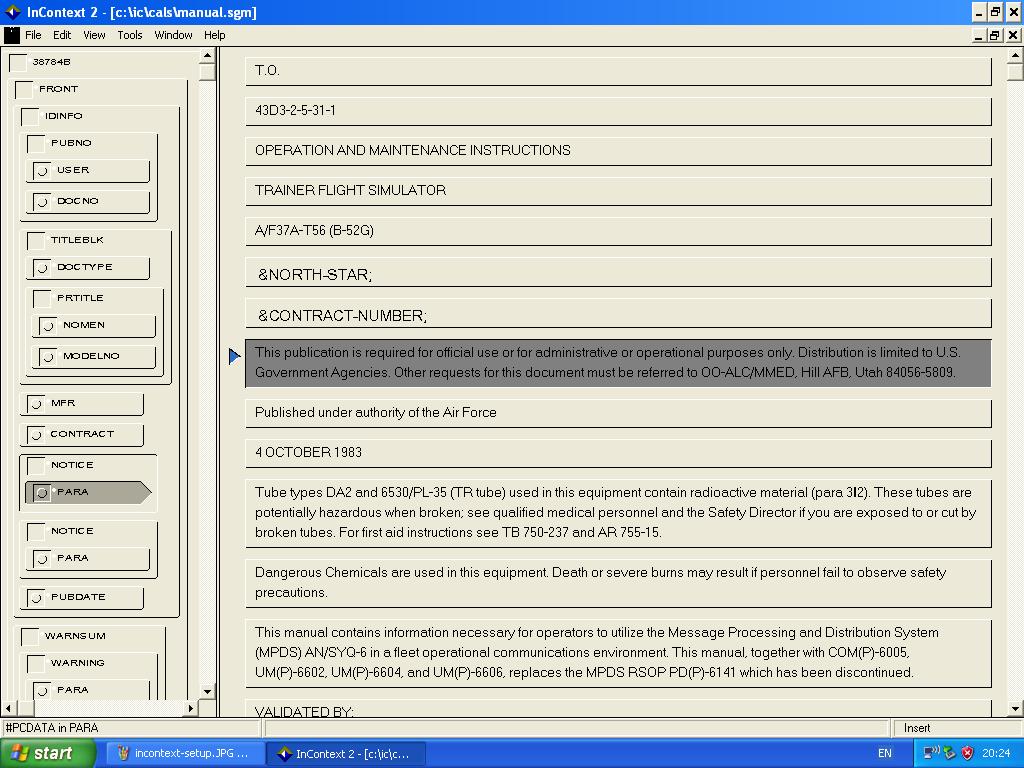 InContext 2 - [c:\ic\cals\manual.sgm]
File Edit View Tools Window Help
38784B
FRONT
IDINFO
PUBNO
USER
DOCNO
TITLEBLK
DOCTYPE
PRTITLE
NOMEN
MODELNO
MFR
CONTRACT
NOTICE
PARA
NOTICE
PARA
PUBDATE
WARNSUM
WARNING
PARA
T.O.
43D3-2-5-31-1
OPERATION AND MAINTENANCE INSTRUCTIONS
TRAINER FLIGHT SIMULATOR
A/F37A-T56 (B-52G)
&NORTH-STAR;
&CONTRACT-NUMBER;
This publication is required for official use or for administrative or operational purposes only. Distribution is limited to U.S.
Government Agencies. Other requests for this document must be referred to OO-ALC/MMED, Hill AFB, Utah 84056-5809.
Published under authority of the Air Force
4 OCTOBER 1983
Tube types DA2 and 6530/PL-35 (TR tube) used in this equipment contain radioactive material (para 3I2). These tubes are
potentially hazardous when broken; see qualified medical personnel and the Safety Director if you are exposed to or cut by
broken tubes. For first aid instructions see TB 750-237 and AR 755-15.
Dangerous Chemicals are used in this equipment. Death or severe burns may result if personnel fail to observe safety
precautions.
This manual contains information necessary for operators to utilize the Message Processing and Distribution System
(MPDS) AN/SYQ-6 in a fleet operational communications environment. This manual, together with COM(P)-6005,
UM(P)-6602, UM(P)-6604, and UM(P)-6606, replaces the MPDS RSOP PD(P)-6141 which has been discontinued.
VALIDATED BY:
#PCDATA in PARA
Insert
start
incontext-setup.JPG ...
InContext 2 - [c:\ic\c...
EN
20:24